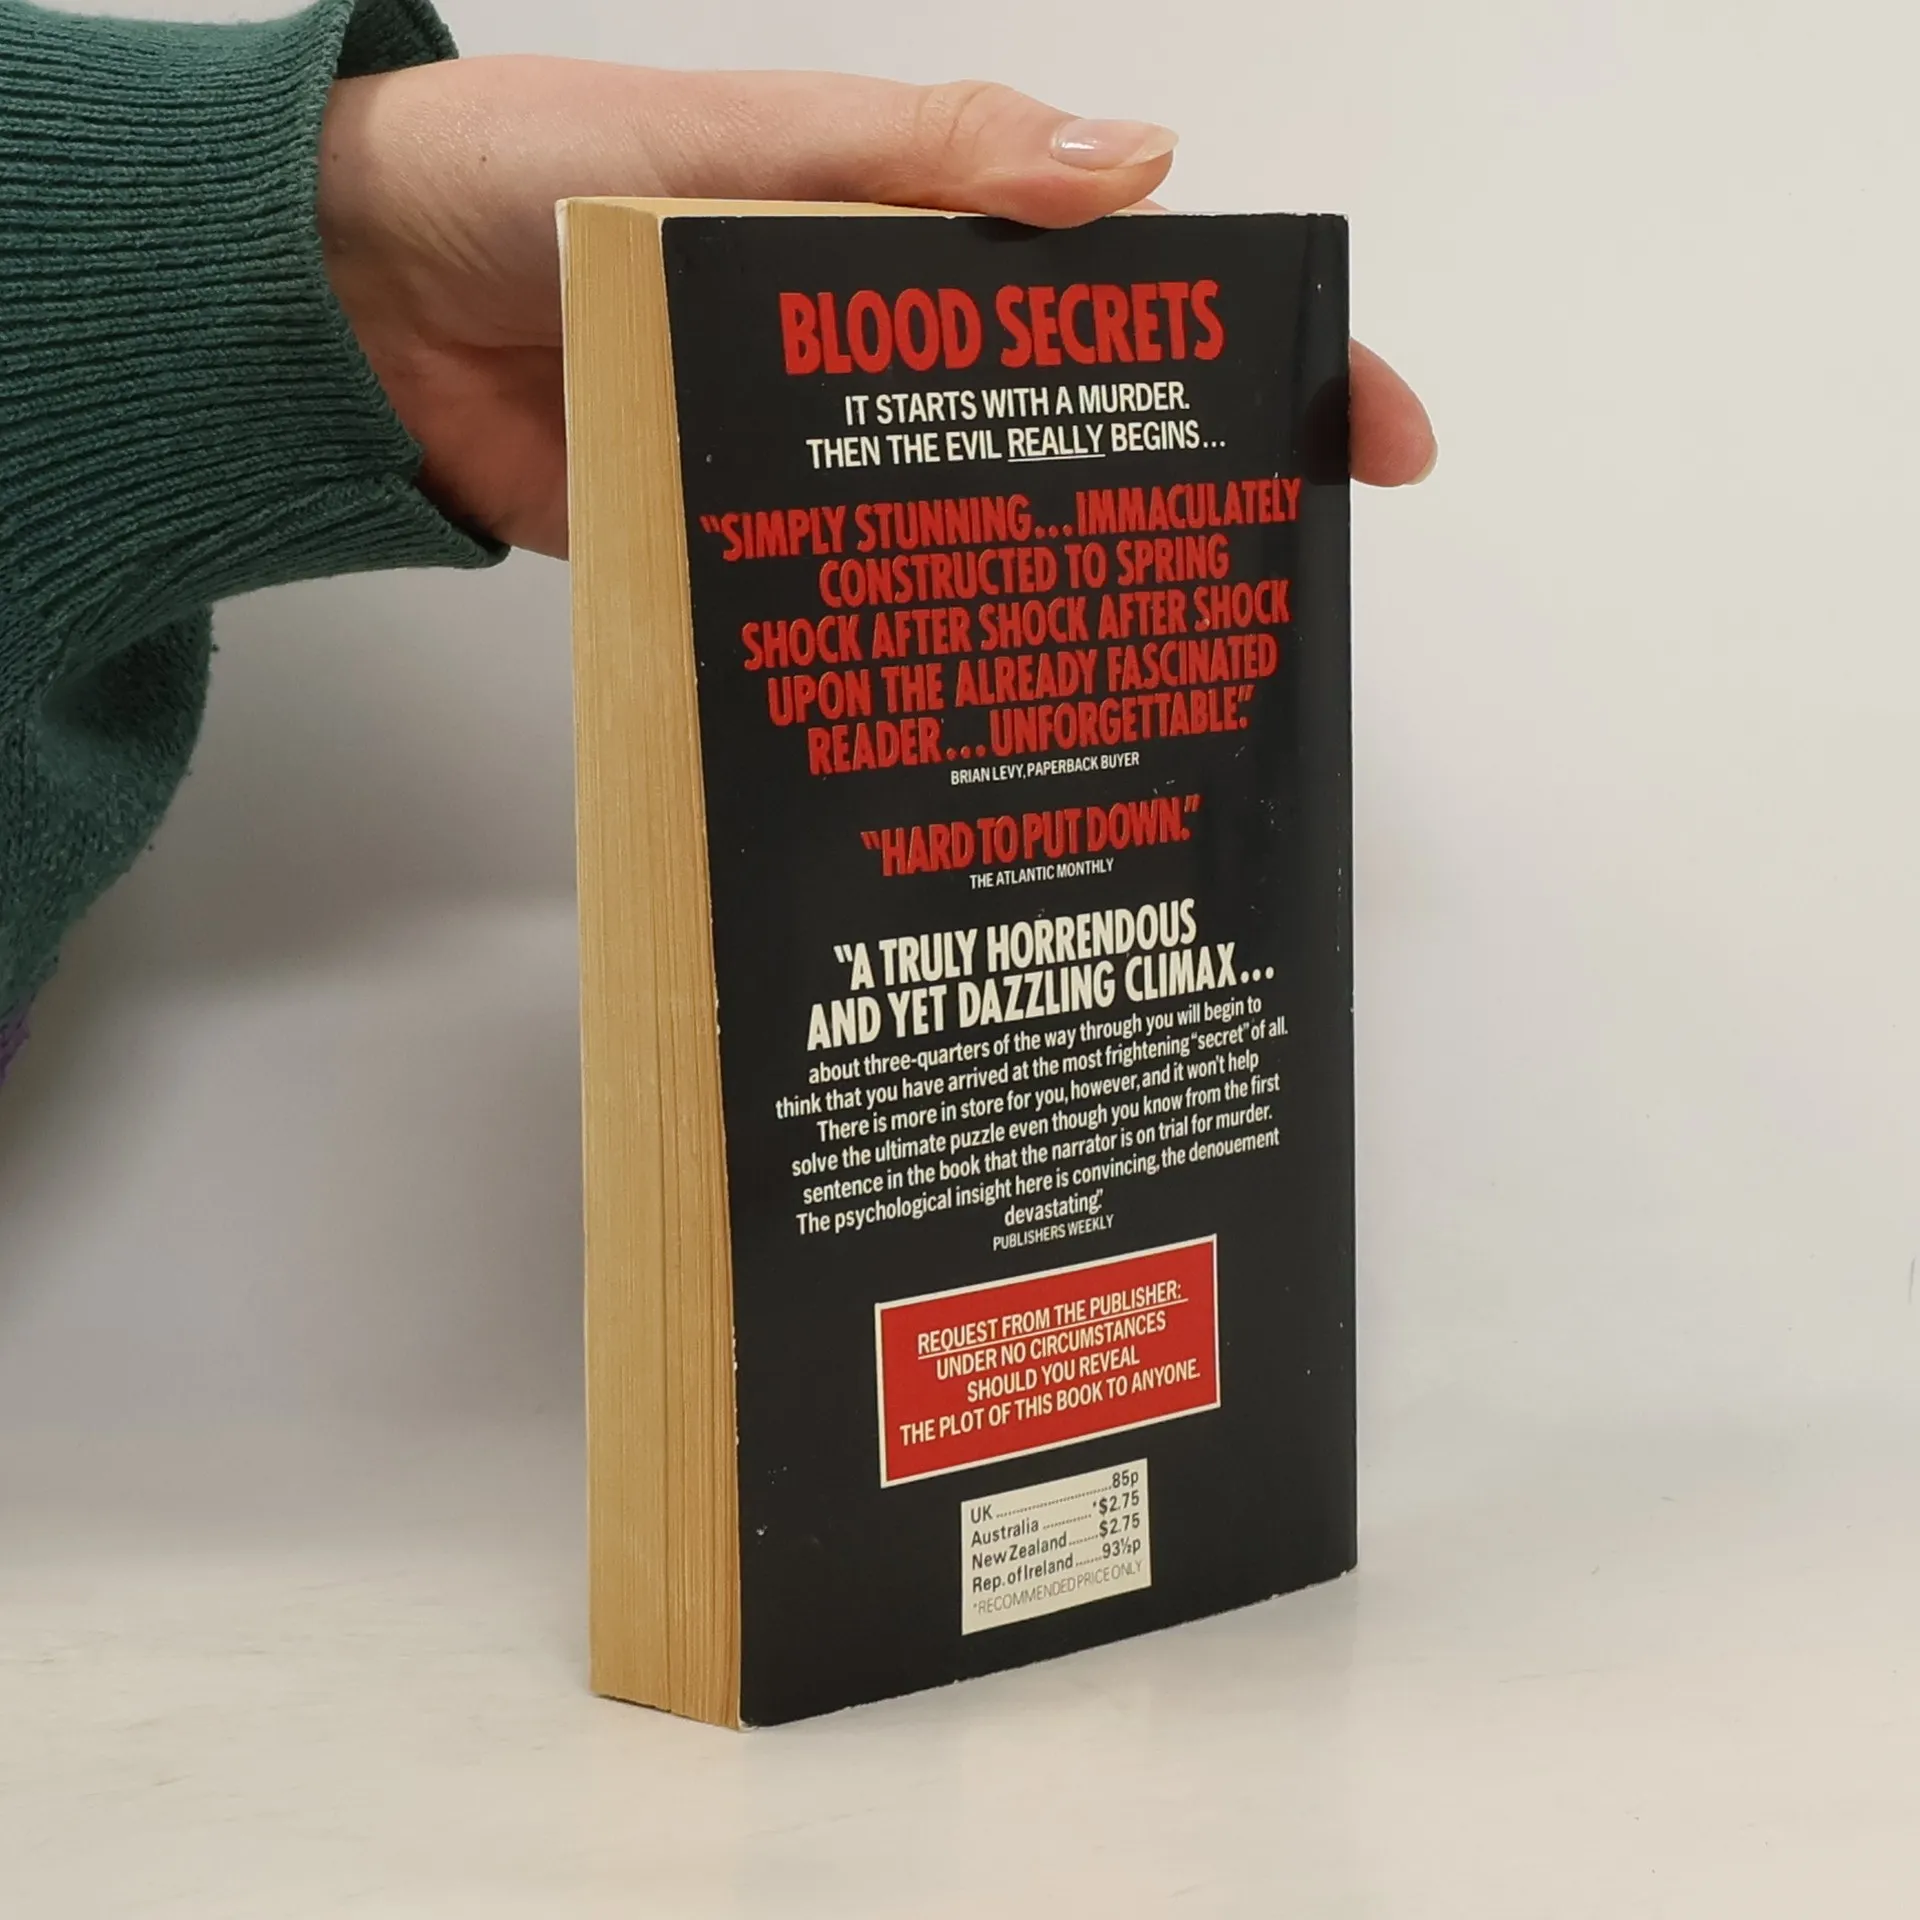 BLOOD SECRETS
IT STARTS WITH A MURDER.
THEN THE EVIL REALLY BEGINS...
"SIMPLY STUNNING...IMMACULATELY
CONSTRUCTED TO SPRING
SHOCK AFTER SHOCK AFTER SHOCK
UPON THE ALREADY FASCINATED
READER...UNFORGETTABLE."
BRIAN LEVY, PAPERBACK BUYER
"HARD TO PUT DOWN."
THE ATLANTIC MONTHLY
"A TRULY HORRENDOUS
AND YET DAZZLING CLIMAX...
about three-quarters of the way through you will begin to
think that you have arrived at the most frightening "secret" of all.
There is more in store for you, however, and it won't help
solve the ultimate puzzle even though you know from the first
sentence in the book that the narrator is on trial for murder.
The psychological insight here is convincing, the denouement
devastating."
PUBLISHERS WEEKLY
REQUEST FROM THE PUBLISHER:
UNDER NO CIRCUMSTANCES
SHOULD YOU REVEAL
THE PLOT OF THIS BOOK TO ANYONE.
UK ........................ 85p
Australia ............ *$2.75
New Zealand ....... $2.75
Rep. of Ireland ...... 93½p
*RECOMMENDED PRICE ONLY